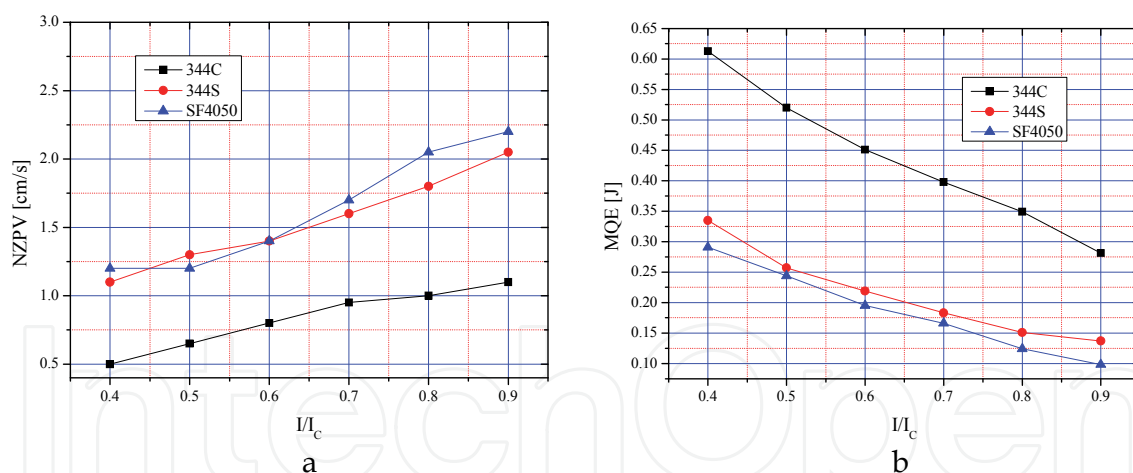 3.0
2.5
2.0
1.5
1.0
0.5
NZPV [cm/s]
344C
344S
SF4050
0.4 0.5 0.6 0.7 0.8 0.9
I/I_C
a
0.65
0.60
0.55
0.50
0.45
0.40
0.35
0.30
0.25
0.20
0.15
0.10
MQE [J]
344C
344S
SF4050
0.4 0.5 0.6 0.7 0.8 0.9
I/I_C
b
IntechOpen